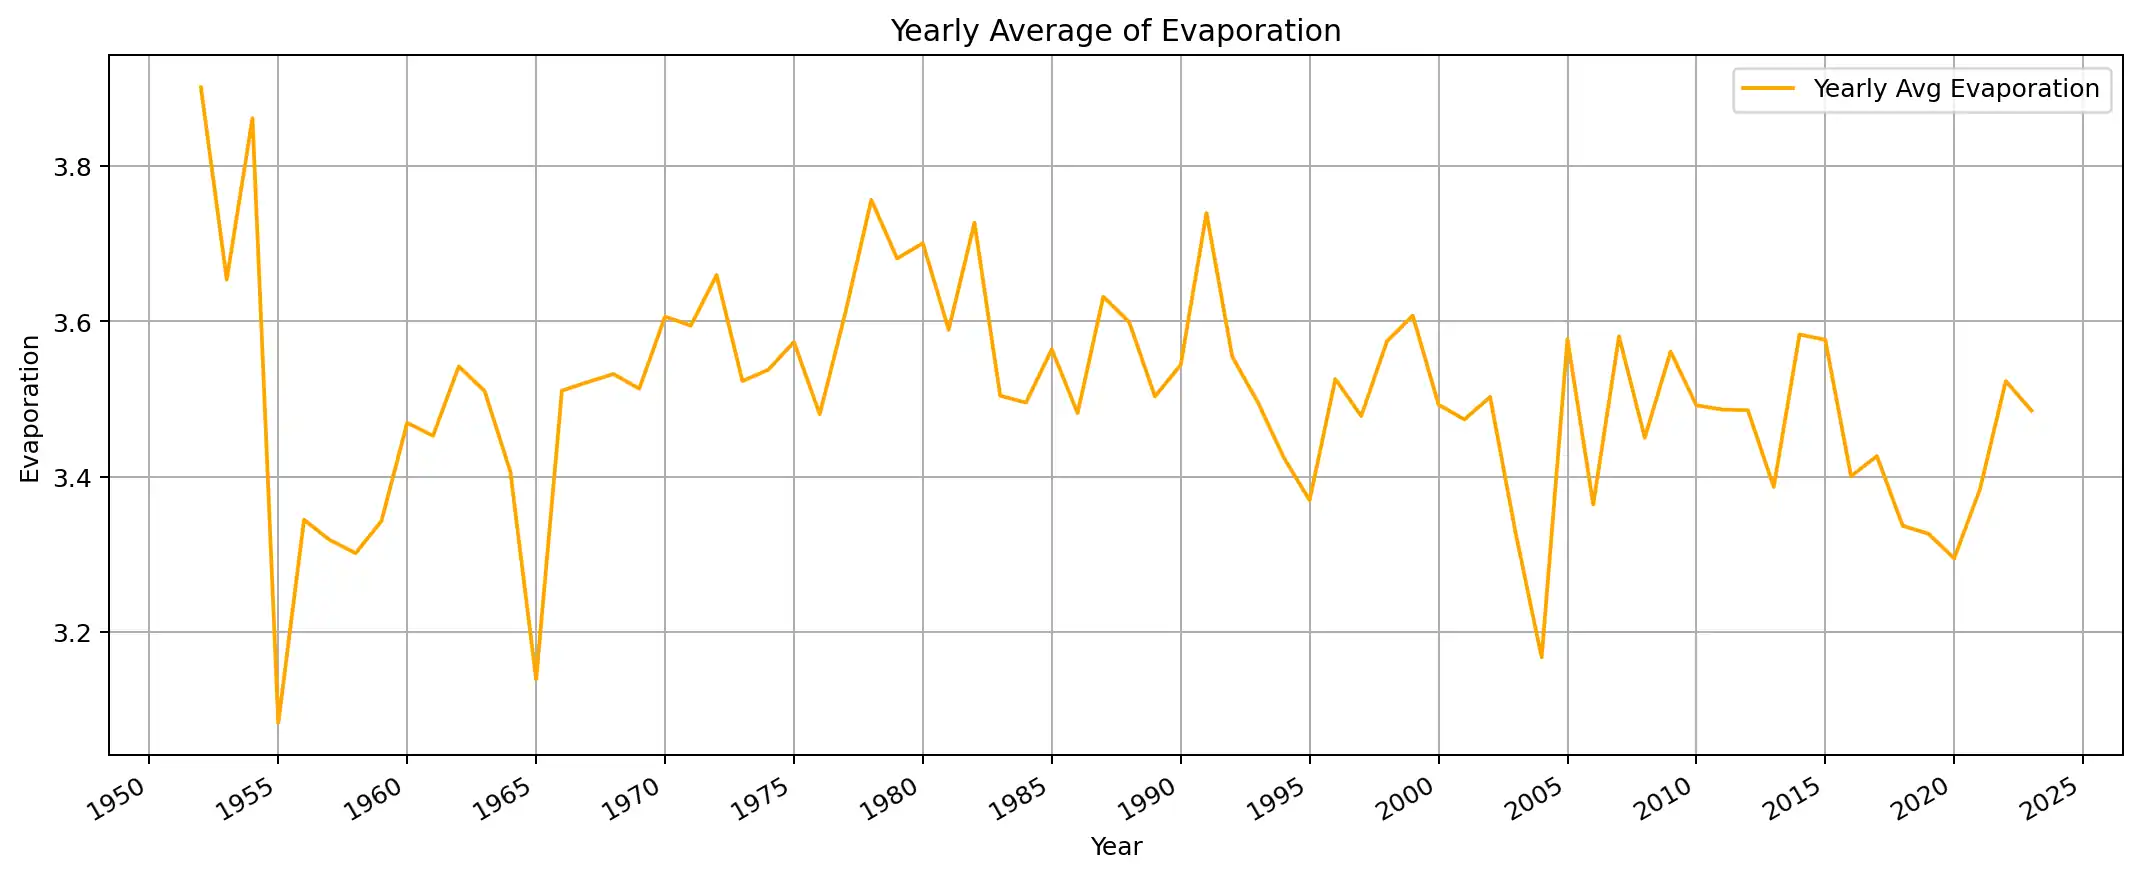 Yearly Average of Evaporation
Yearly Avg Evaporation
3.8
3.6
3.4
3.2
Evaporation
1950 1955 1960 1965 1970 1975 1980 1985 1990 1995 2000 2005 2010 2015 2020 2025
Year